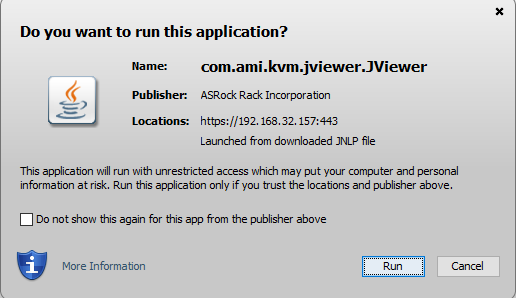 Do you want to run this application?
Name: com.ami.kvm.jviewer.JViewer
Publisher: ASRock Rack Incorporation
Locations: https://192.168.32.157:443
Launched from downloaded JNLP file
This application will run with unrestricted access which may put your computer and personal
information at risk. Run this application only if you trust the locations and publisher above.
Do not show this again for this app from the publisher above
More Information
Run
Cancel